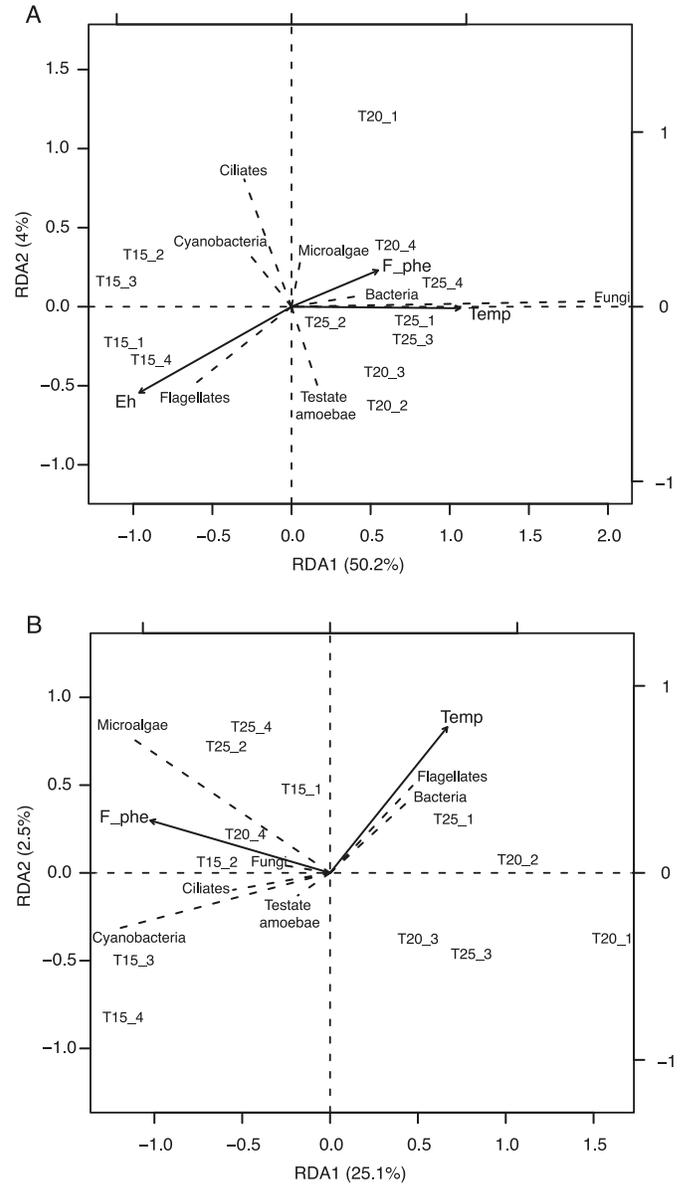 A
T20_1
Ciliates
Cyanobacteria
Microalgae
T20_4
T15_2
F_phe
T15_3
T25_4
Bacteria
Fungi
Temp
T25_2
T25_1
T25_3
T15_1
T15_4
T20_3
Eh
Flagellates
Testate
amoebae
T20_2
1.5
1.0
0.5
0.0
−0.5
−1.0
RDA2 (4%)
1
0
−1
−1.0 −0.5 0.0 0.5 1.0 1.5 2.0
RDA1 (50.2%)
B
Temp
Microalgae
T25_4
T25_2
Flagellates
T15_1
Bacteria
F_phe
T25_1
T20_4
T15_2
Fungi
T20_2
Ciliates
Testate
amoebae
Cyanobacteria
T20_3
T20_1
T25_3
T15_3
T15_4
1.0
0.5
0.0
−0.5
−1.0
RDA2 (2.5%)
1
0
−1
−1.0 −0.5 0.0 0.5 1.0 1.5
RDA1 (25.1%)